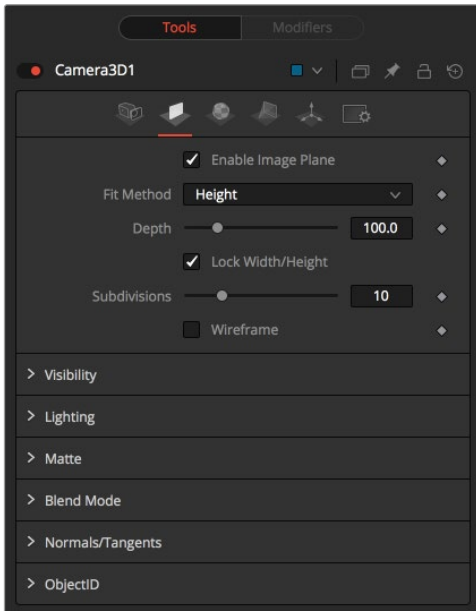 Tools Modifiers
Camera3D1
Enable Image Plane
Fit Method Height
Depth 100.0
Lock Width/Height
Subdivisions 10
Wireframe
Visibility
Lighting
Matte
Blend Mode
Normals/Tangents
ObjectID